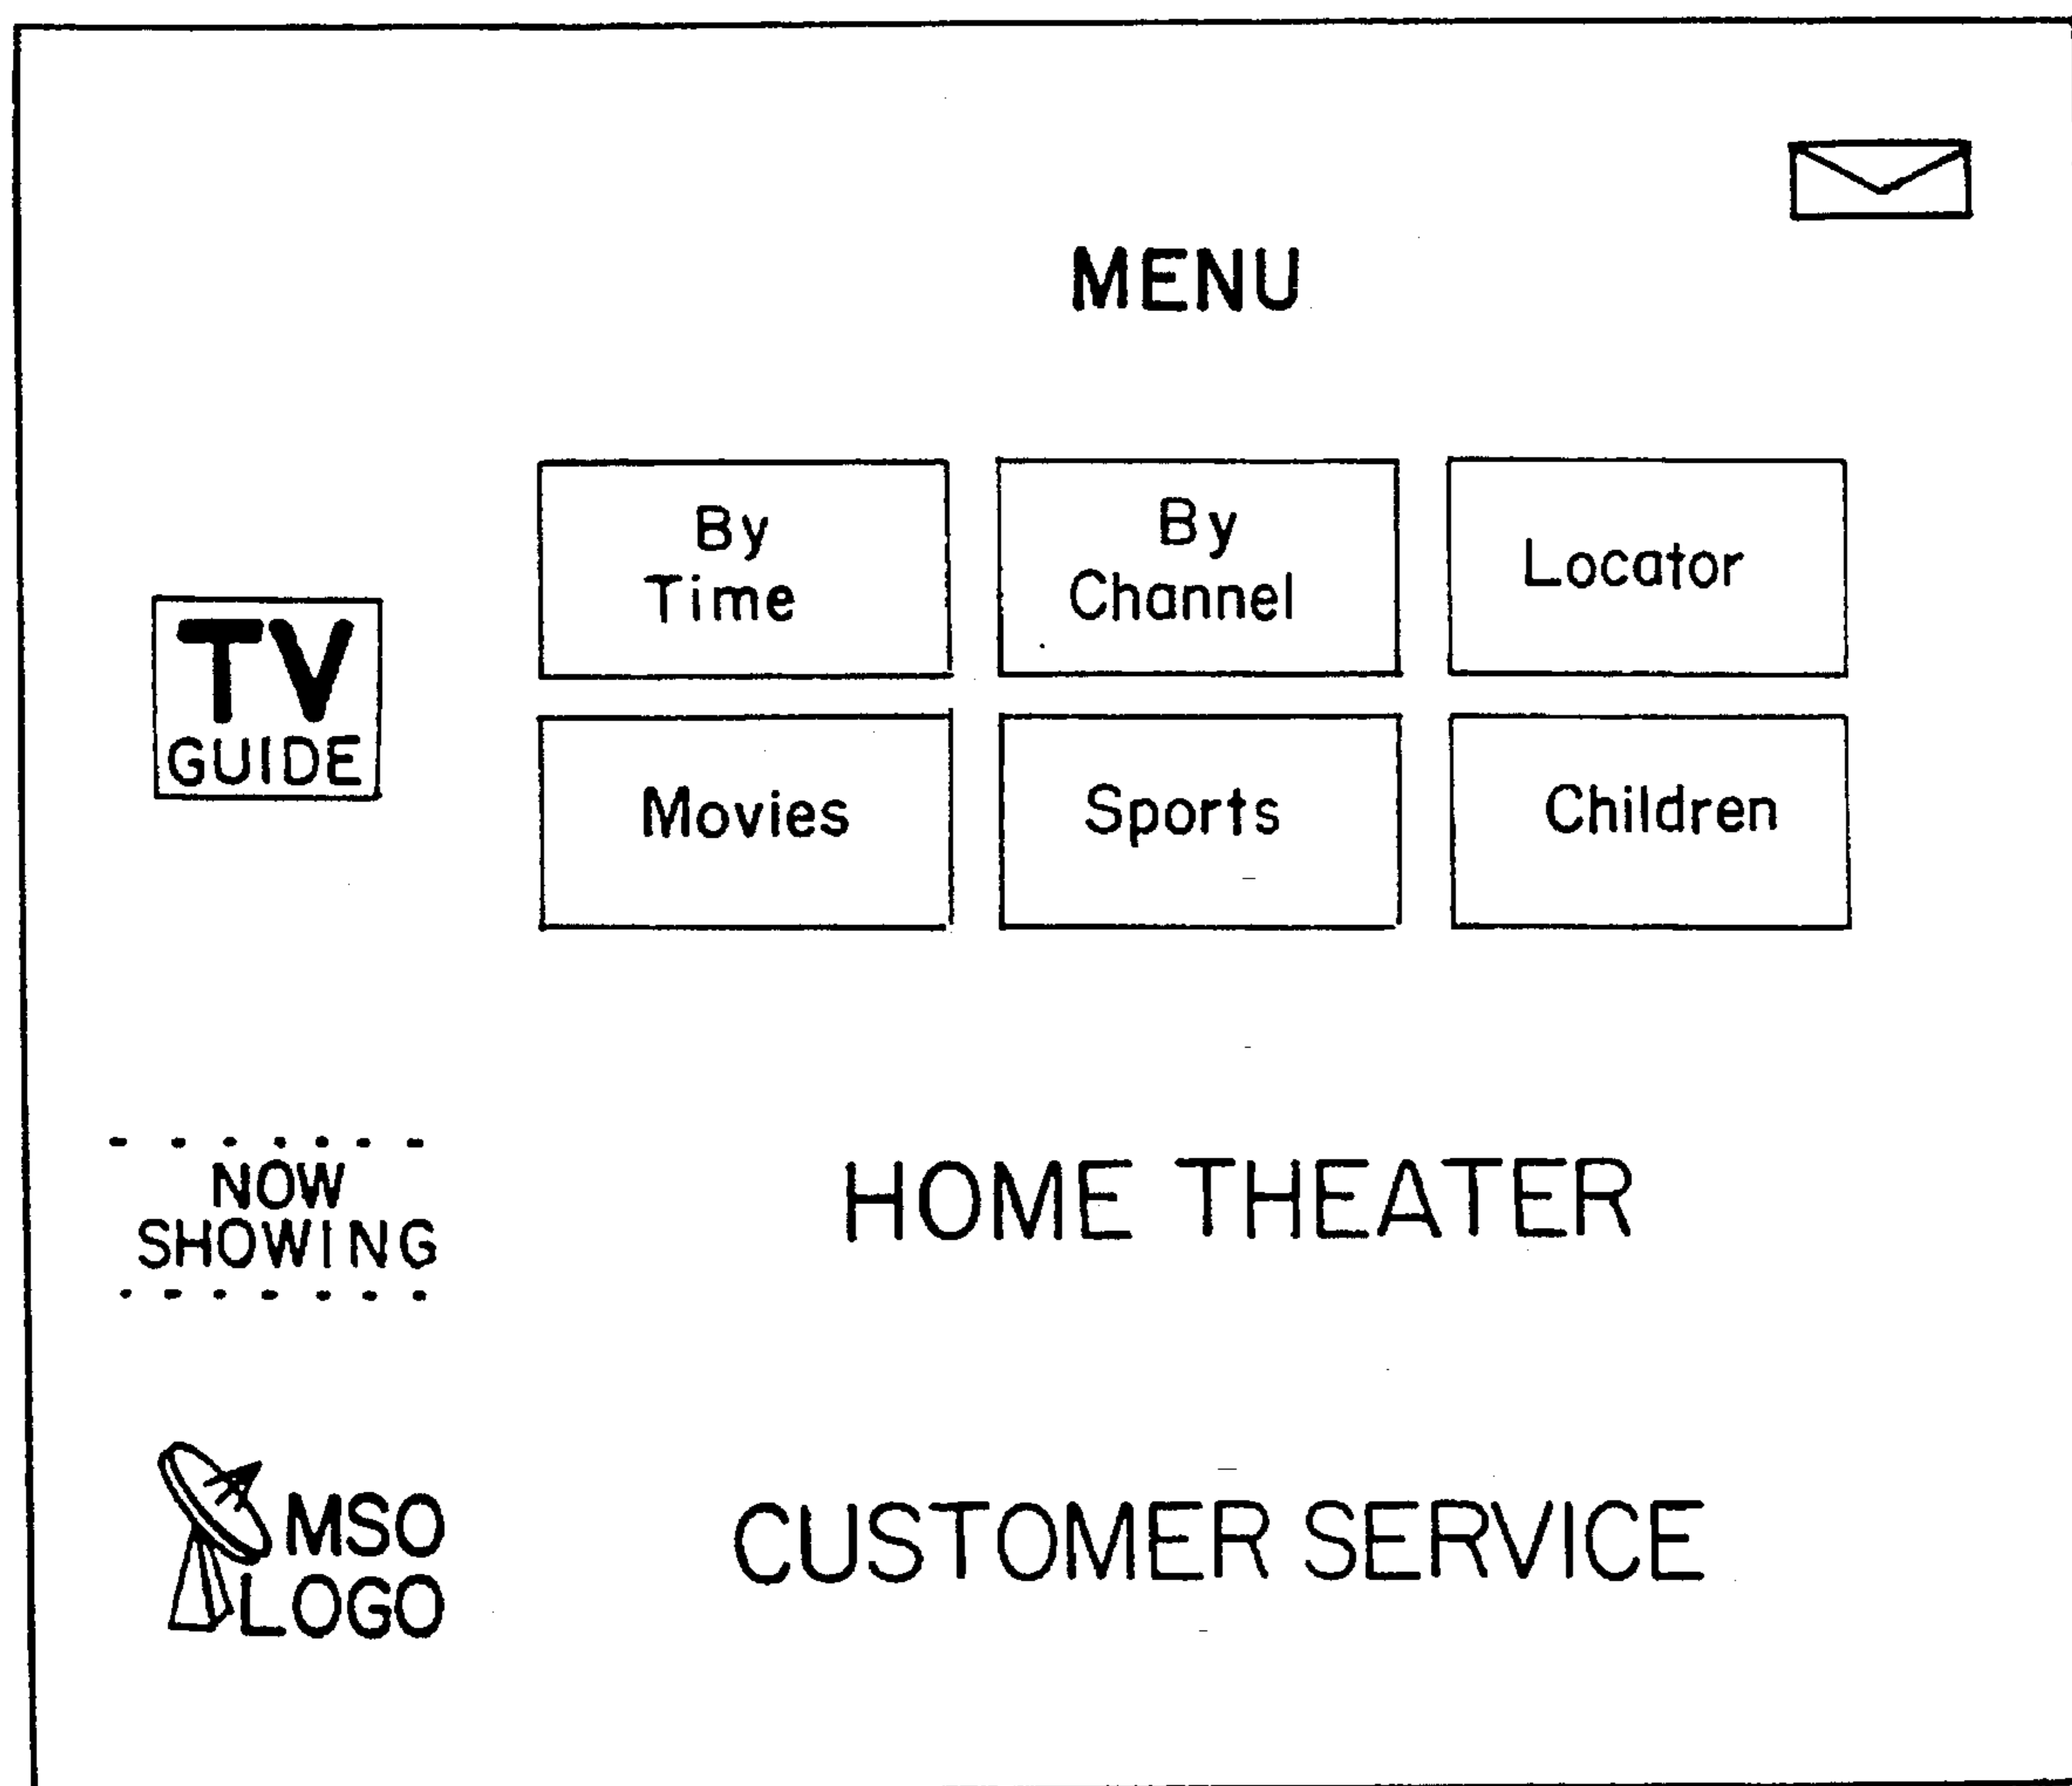 MENU
By
Time
By
Channel
Locator
TV
GUIDE
Movies
Sports
Children
NOW
SHOWING
HOME THEATER
MSO
LOGO
CUSTOMER SERVICE